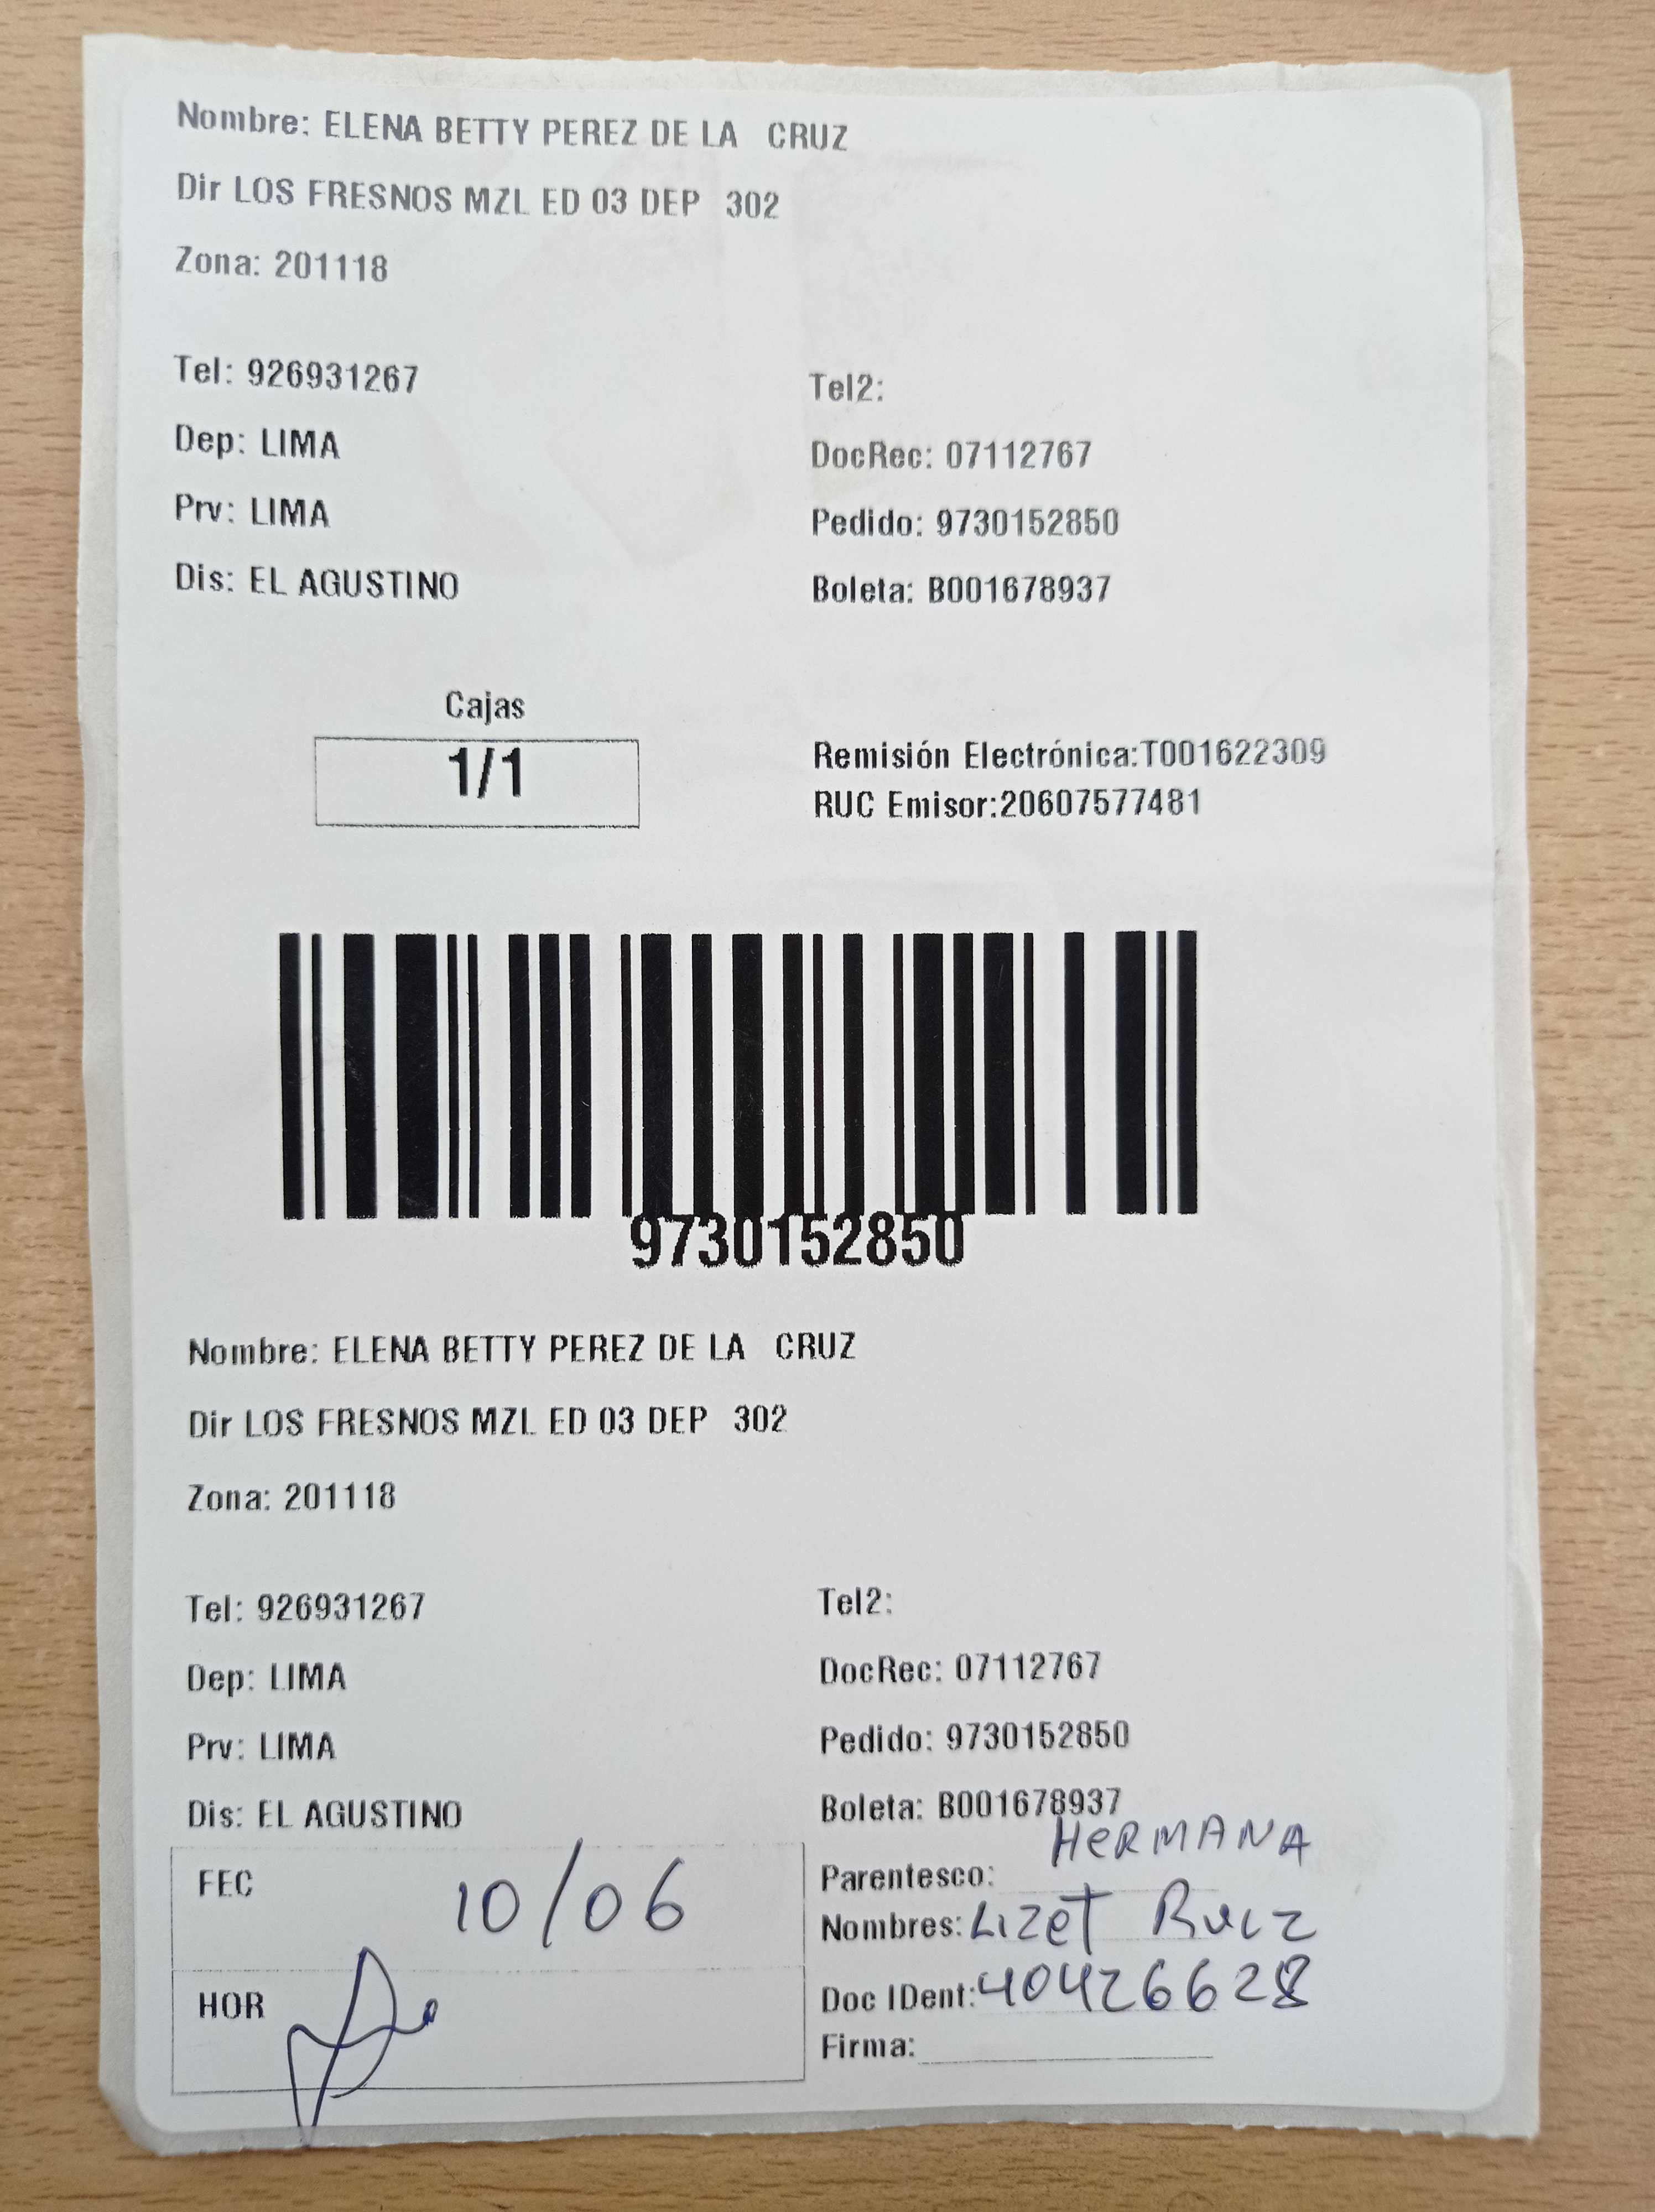 Nombre: ELENA BETTY PEREZ DE LA CRUZ
Dir LOS FRESNOS MZL ED 03 DEP 302
Zona: 201118
Tel: 926931267
Tel2:
Dep: LIMA
DocRec: 07112767
Prv: LIMA
Pedido: 9730152850
Dis: EL AGUSTINO
Boleta: B001678937
Cajas
1/1
Remisión Electrónica:T001622309
RUC Emisor:20607577481
9730152850
Nombre: ELENA BETTY PEREZ DE LA CRUZ
Dir LOS FRESNOS MZL ED 03 DEP 302
Zona: 201118
Tel: 926931267
Tel2:
Dep: LIMA
DocRec: 07112767
Prv: LIMA
Pedido: 9730152850
Dis: EL AGUSTINO
Boleta: B001678937
FEC 10/06
Parentesco: HERMANA
Nombres: Lizet Ruiz
HOR
Doc IDent: 40426628
Firma: